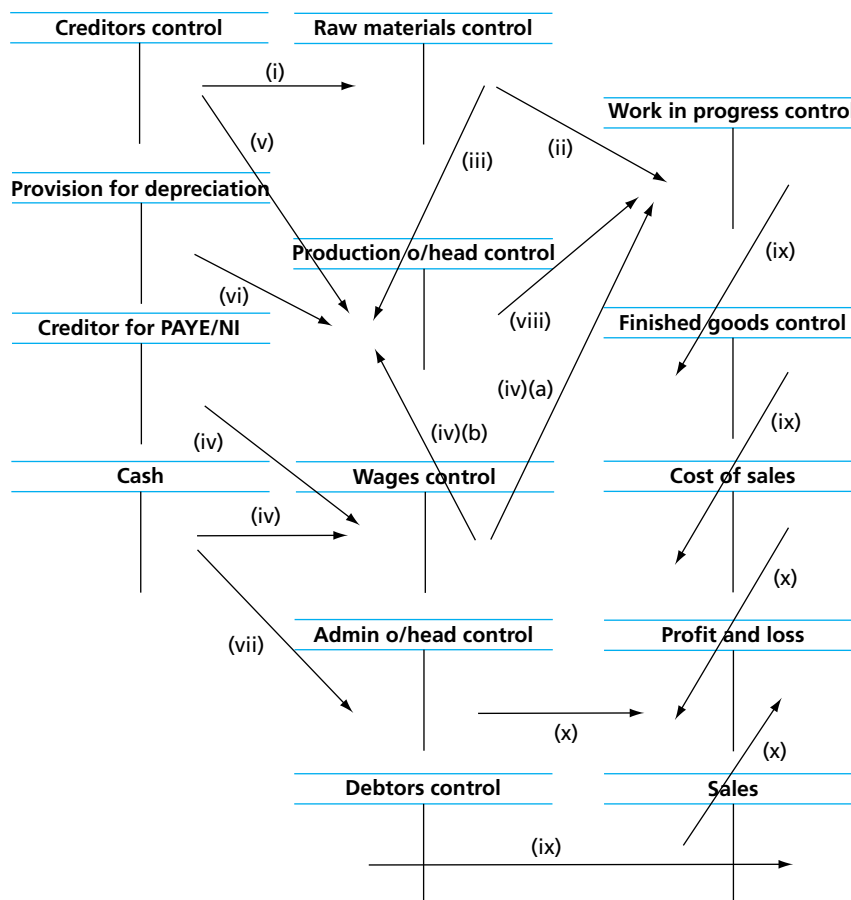 Creditors control
Raw materials control
(i)
Work in progress control
(v)
(iii)
(ii)
Provision for depreciation
Production o/head control
(ix)
(vi)
(viii)
Creditor for PAYE/NI
Finished goods control
(iv)(a)
(iv)
(iv)(b)
(ix)
Cash
Wages control
Cost of sales
(iv)
(x)
(vii)
Admin o/head control
Profit and loss
(x)
(x)
Debtors control
Sales
(ix)